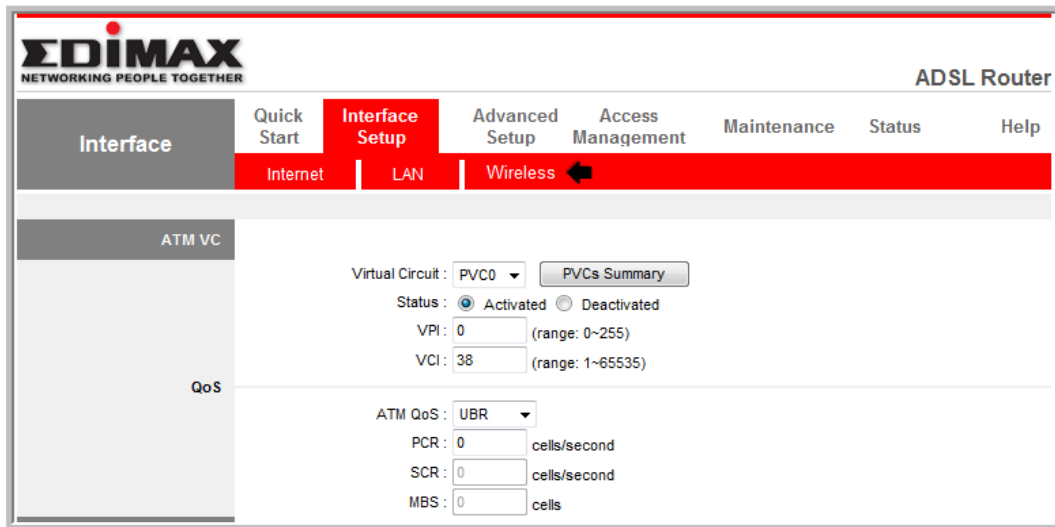 EDIMAX
NETWORKING PEOPLE TOGETHER
ADSL Router
Interface
Quick Start
Interface Setup
Advanced Setup
Access Management
Maintenance
Status
Help
Internet
LAN
Wireless
ATM VC
Virtual Circuit : PVC0 PVCs Summary
Status : Activated Deactivated
VPI : 0 (range: 0~255)
VCI : 38 (range: 1~65535)
QoS
ATM QoS : UBR
PCR : 0 cells/second
SCR : 0 cells/second
MBS : 0 cells